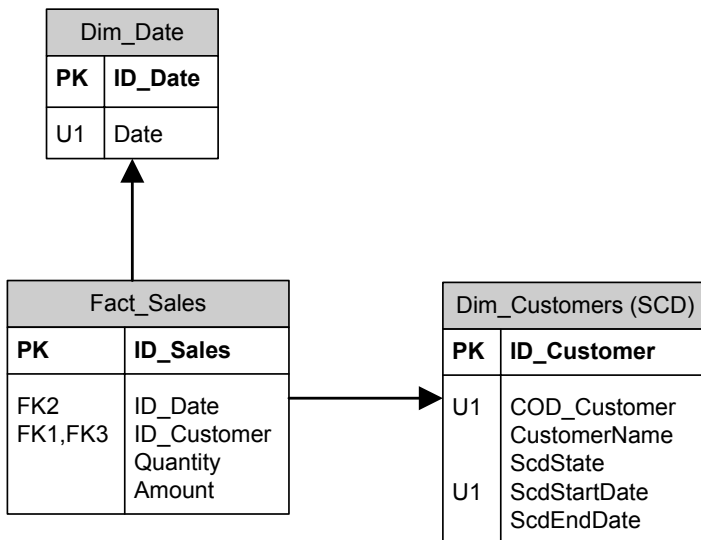 Dim_Date
PK ID_Date
U1 Date
Fact_Sales
PK ID_Sales
FK2 ID_Date
FK1,FK3 ID_Customer
Quantity
Amount
Dim_Customers (SCD)
PK ID_Customer
U1 COD_Customer
CustomerName
ScdState
U1 ScdStartDate
ScdEndDate